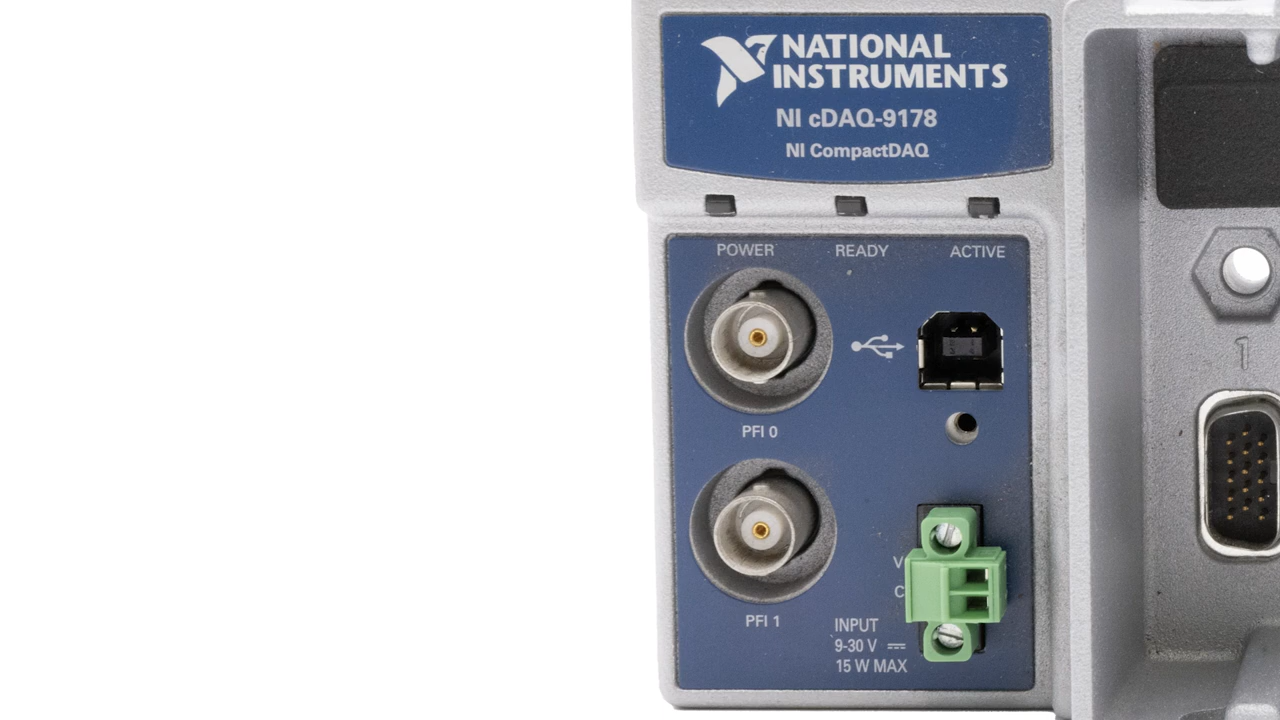 NATIONAL
INSTRUMENTS
NI cDAQ-9178
NI CompactDAQ
POWER READY ACTIVE
PFI 0
1
V
C
PFI 1
INPUT
9-30 V
15 W MAX